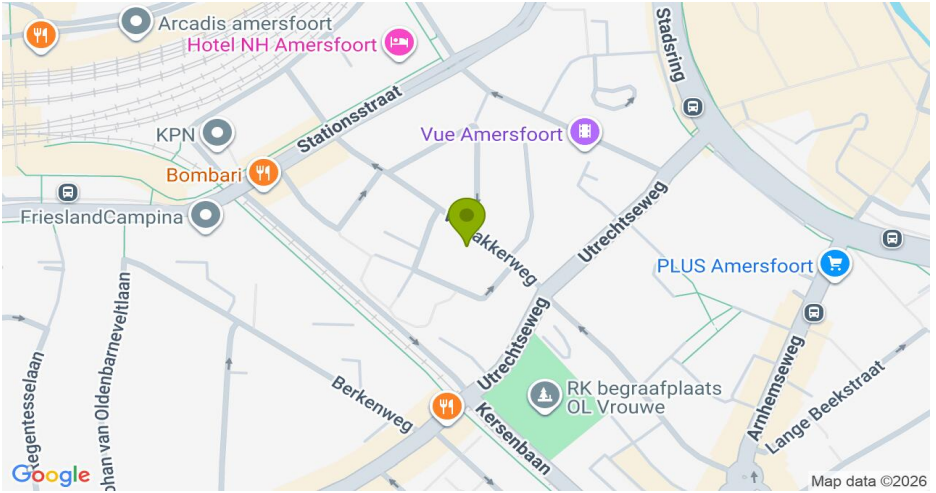 Arcadis amersfoort
Hotel NH Amersfoort
Stadsring
Stationsstraat
KPN
Vue Amersfoort
Bombari
FrieslandCampina
akkerweg
Utrechtseweg
PLUS Amersfoort
Regentesselaan
ohan van Oldenbarneveltlaan
Utrechtseweg
Berkenweg
RK begraafplaats
OL Vrouwe
Kersenbaan
Arnhemseweg
Lange Beekstraat
Google
Map data ©2026